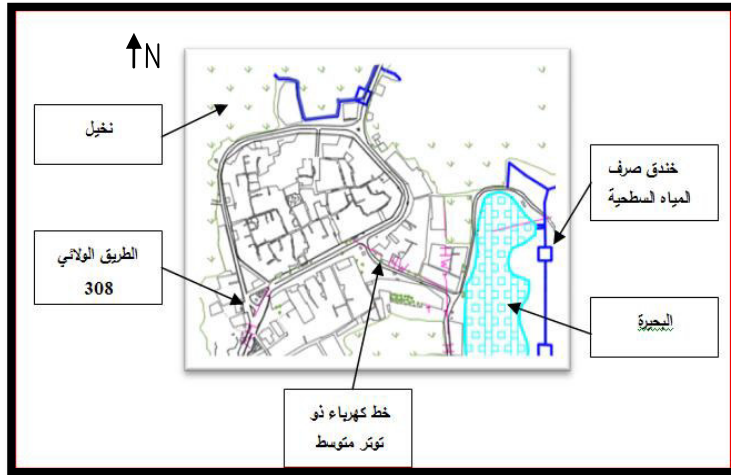 N
نخيل
خندق صرف
المياه السطحية
الطريق الولائي
308
البحيرة
خط كهرباء ذو
توتر متوسط